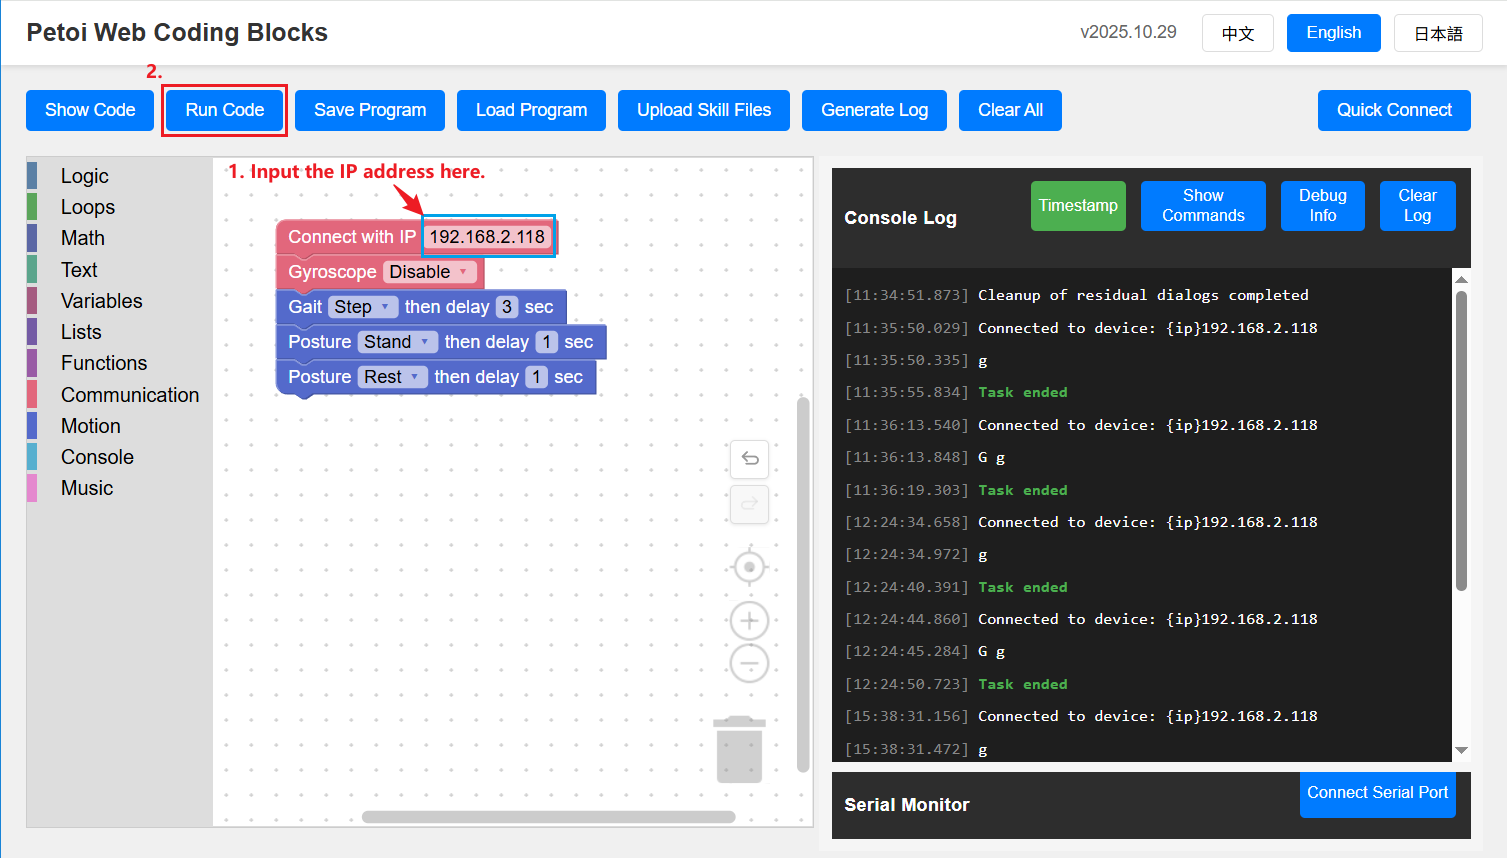 Petoi Web Coding Blocks
v2025.10.29
中文
English
日本語
2.
Show Code
Run Code
Save Program
Load Program
Upload Skill Files
Generate Log
Clear All
Quick Connect
Logic
Loops
Math
Text
Variables
Lists
Functions
Communication
Motion
Console
Music
1. Input the IP address here.
Connect with IP 192.168.2.118
Gyroscope Disable
Gait Step then delay 3 sec
Posture Stand then delay 1 sec
Posture Rest then delay 1 sec
Console Log
Timestamp
Show
Commands
Debug
Info
Clear
Log
[11:34:51.873] Cleanup of residual dialogs completed
[11:35:50.029] Connected to device: {ip}192.168.2.118
[11:35:50.335] g
[11:35:55.834] Task ended
[11:36:13.540] Connected to device: {ip}192.168.2.118
[11:36:13.848] G g
[11:36:19.303] Task ended
[12:24:34.658] Connected to device: {ip}192.168.2.118
[12:24:34.972] g
[12:24:40.391] Task ended
[12:24:44.860] Connected to device: {ip}192.168.2.118
[12:24:45.284] G g
[12:24:50.723] Task ended
[15:38:31.156] Connected to device: {ip}192.168.2.118
[15:38:31.472] g
Serial Monitor
Connect Serial Port